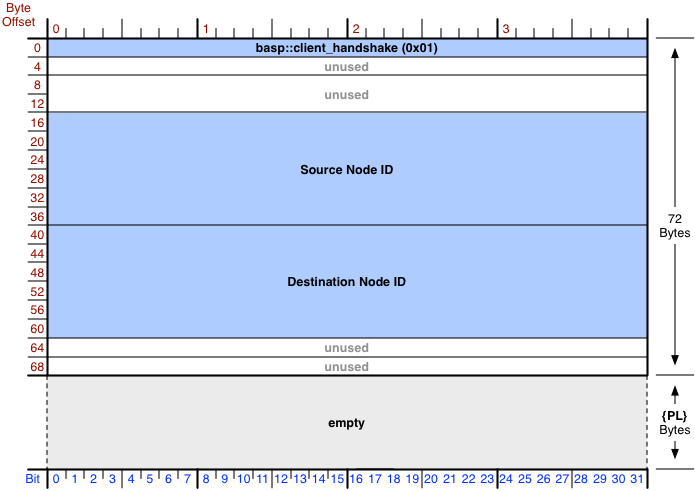 Byte
Offset
0 1 2 3
0 basp::client_handshake (0x01)
4 unused
8
unused
12
16
20
24 Source Node ID
28
32
36
72
Bytes
40
44
48 Destination Node ID
52
56
60
64 unused
68 unused
empty
{PL}
Bytes
Bit 0 1 2 3 4 5 6 7 8 9 10 11 12 13 14 15 16 17 18 19 20 21 22 23 24 25 26 27 28 29 30 31